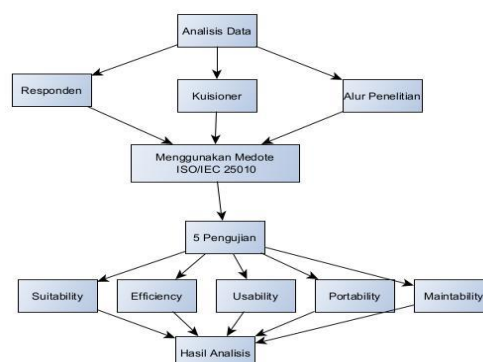 Analisis Data
Responden
Kuisioner
Alur Penelitian
Menggunakan Medote
ISO/IEC 25010
5 Pengujian
Suitability
Efficiency
Usability
Portability
Maintability
Hasil Analisis